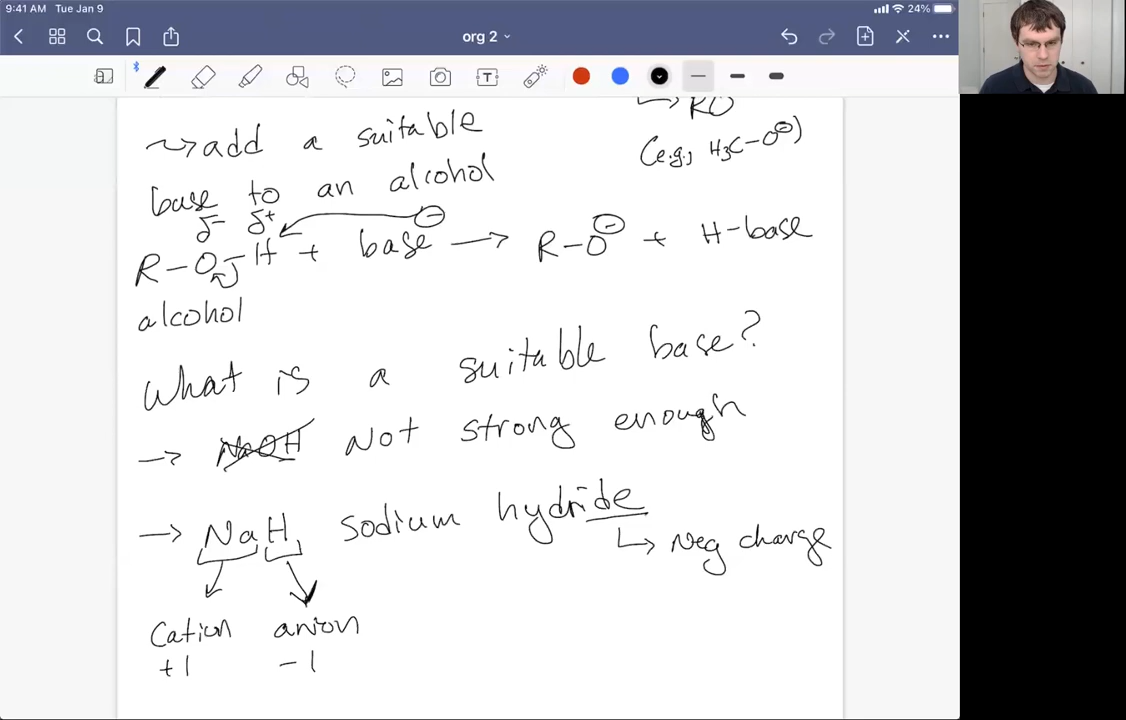 9:41 AM Tue Jan 9
24%
org 2
RO
(e.g., H₃C-O⊖)
~>add a suitable
base to an alcohol
δ- δ+ ⊖
R-O-H + base → R-O⊖ + H-base
alcohol
What is a suitable base?
→ NaOH Not strong enough
→ NaH sodium hydride
↳ Neg charge
Cation anion
+1 -1